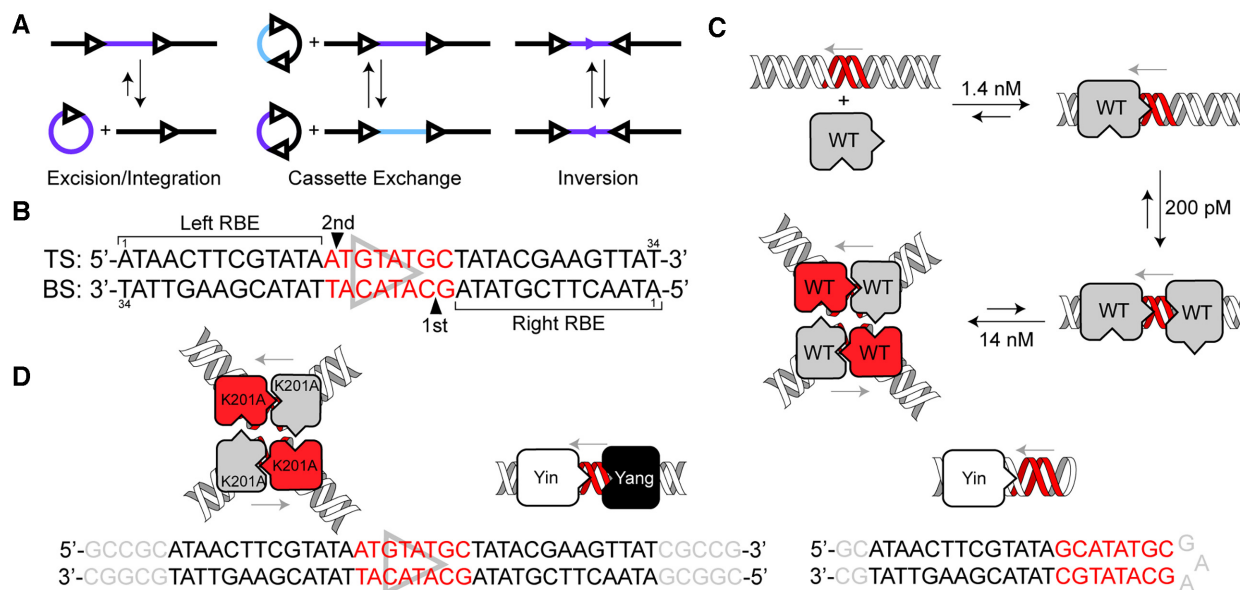 A
+
+
+
Excision/Integration
Cassette Exchange
Inversion
B
Left RBE
2nd
1
34
TS: 5’-ATAACTTCGTATAATGTATGCTATACGAAGTTAT-3’
BS: 3’-TATTGAAGCATATTACATACGATATGCTTCAATA-5’
34
1
1st
Right RBE
C
+
WT
1.4 nM
WT
200 pM
WT
WT
14 nM
WT
WT
WT
WT
D
K201A
K201A
K201A
K201A
Yin
Yang
Yin
5’-GCCGCATAACTTCGTATAATGTATGCTATACGAAGTTATCGCCG-3’
3’-CGGCGTATTGAAGCATATTACATACGATATGCTTCAATAGCGGC-5’
5’-GCATAACTTCGTATAGCATATGCG
A
3’-CGTATTGAAGCATATCGTATACGA